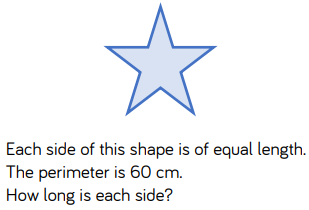 Each side of this shape is of equal length.
The perimeter is 60 cm.
How long is each side?